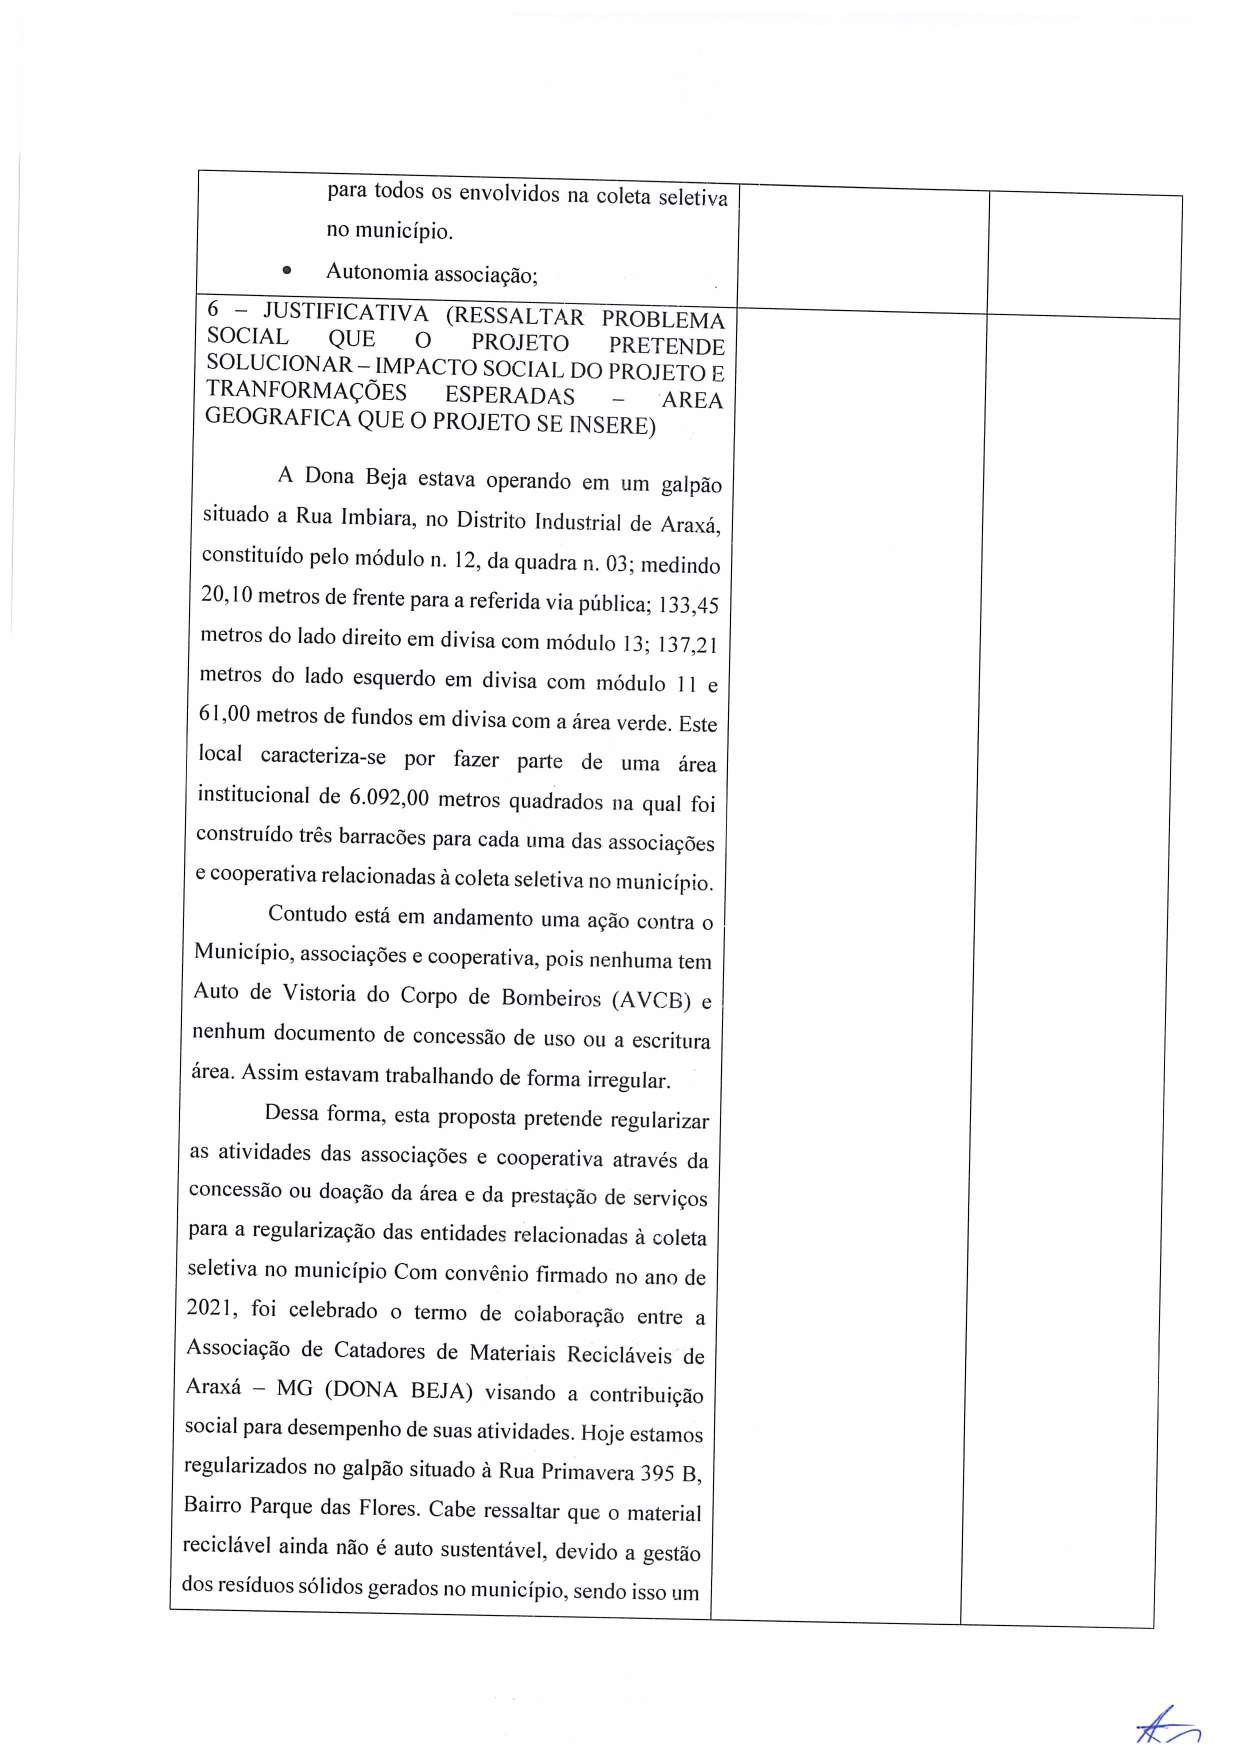 para todos os envolvidos na coleta seletiva
no município.
• Autonomia associação;
6 – JUSTIFICATIVA (RESSALTAR PROBLEMA
SOCIAL QUE O PROJETO PRETENDE
SOLUCIONAR – IMPACTO SOCIAL DO PROJETO E
TRANFORMAÇÕES ESPERADAS – AREA
GEOGRAFICA QUE O PROJETO SE INSERE)
A Dona Beja estava operando em um galpão
situado a Rua Imbiara, no Distrito Industrial de Araxá,
constituído pelo módulo n. 12, da quadra n. 03; medindo
20,10 metros de frente para a referida via pública; 133,45
metros do lado direito em divisa com módulo 13; 137,21
metros do lado esquerdo em divisa com módulo 11 e
61,00 metros de fundos em divisa com a área verde. Este
local caracteriza-se por fazer parte de uma área
institucional de 6.092,00 metros quadrados na qual foi
construído três barracões para cada uma das associações
e cooperativa relacionadas à coleta seletiva no município.
Contudo está em andamento uma ação contra o
Município, associações e cooperativa, pois nenhuma tem
Auto de Vistoria do Corpo de Bombeiros (AVCB) e
nenhum documento de concessão de uso ou a escritura
área. Assim estavam trabalhando de forma irregular.
Dessa forma, esta proposta pretende regularizar
as atividades das associações e cooperativa através da
concessão ou doação da área e da prestação de serviços
para a regularização das entidades relacionadas à coleta
seletiva no município Com convênio firmado no ano de
2021, foi celebrado o termo de colaboração entre a
Associação de Catadores de Materiais Recicláveis de
Araxá – MG (DONA BEJA) visando a contribuição
social para desempenho de suas atividades. Hoje estamos
regularizados no galpão situado à Rua Primavera 395 B,
Bairro Parque das Flores. Cabe ressaltar que o material
reciclável ainda não é auto sustentável, devido a gestão
dos resíduos sólidos gerados no município, sendo isso um